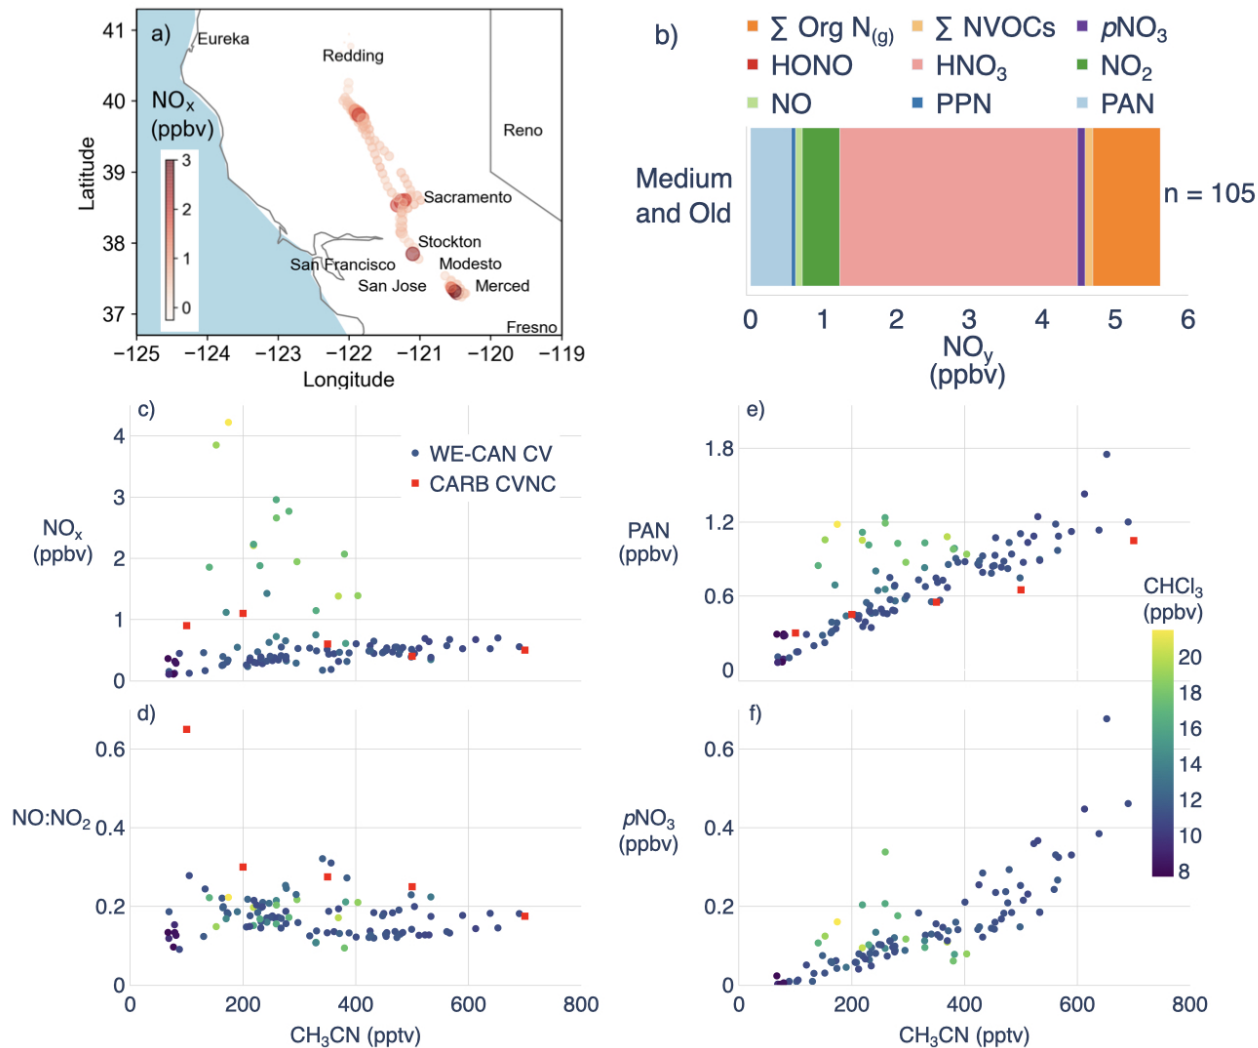 a)
Eureka
Redding
Reno
Sacramento
Stockton
San Francisco
Modesto
San Jose
Merced
Fresno
NOₓ
(ppbv)
3
2
1
0
41
40
39
38
37
Latitude
−125 −124 −123 −122 −121 −120 −119
Longitude
b)
∑ Org N₍g₎ ∑ NVOCs pNO₃
HONO HNO₃ NO₂
NO PPN PAN
Medium
and Old
n = 105
0 1 2 3 4 5 6
NOy
(ppbv)
c)
WE-CAN CV
CARB CVNC
NOₓ
(ppbv)
4
3
2
1
0
d)
NO:NO₂
0.6
0.4
0.2
0
0 200 400 600 800
CH₃CN (pptv)
e)
PAN
(ppbv)
1.8
1.2
0.6
0
f)
pNO₃
(ppbv)
0.6
0.4
0.2
0
0 200 400 600 800
CH₃CN (pptv)
CHCl₃
(ppbv)
20
18
16
14
12
10
8